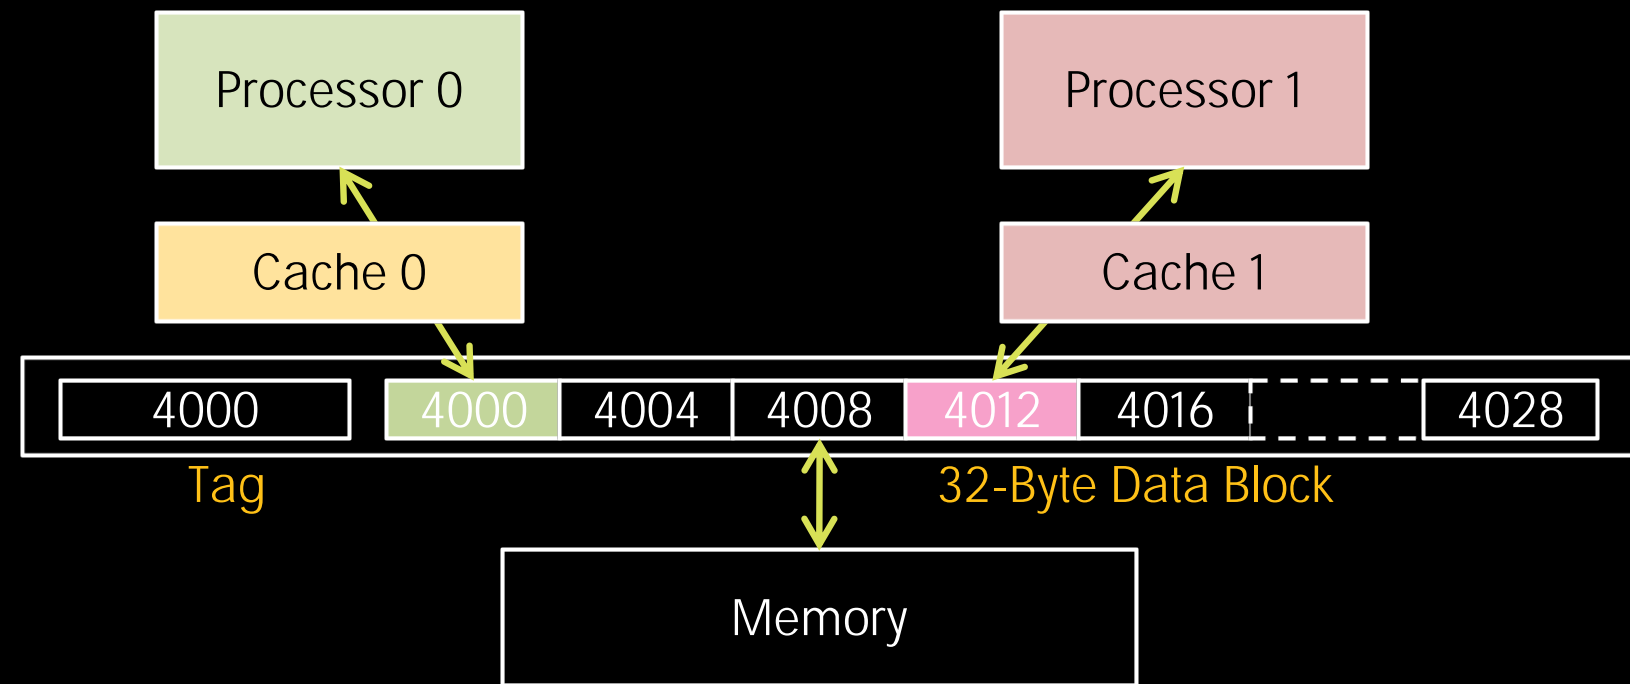 Processor 0
Processor 1
Cache 0
Cache 1
4000
4000
4004
4008
4012
4016
4028
Tag
32-Byte Data Block
Memory